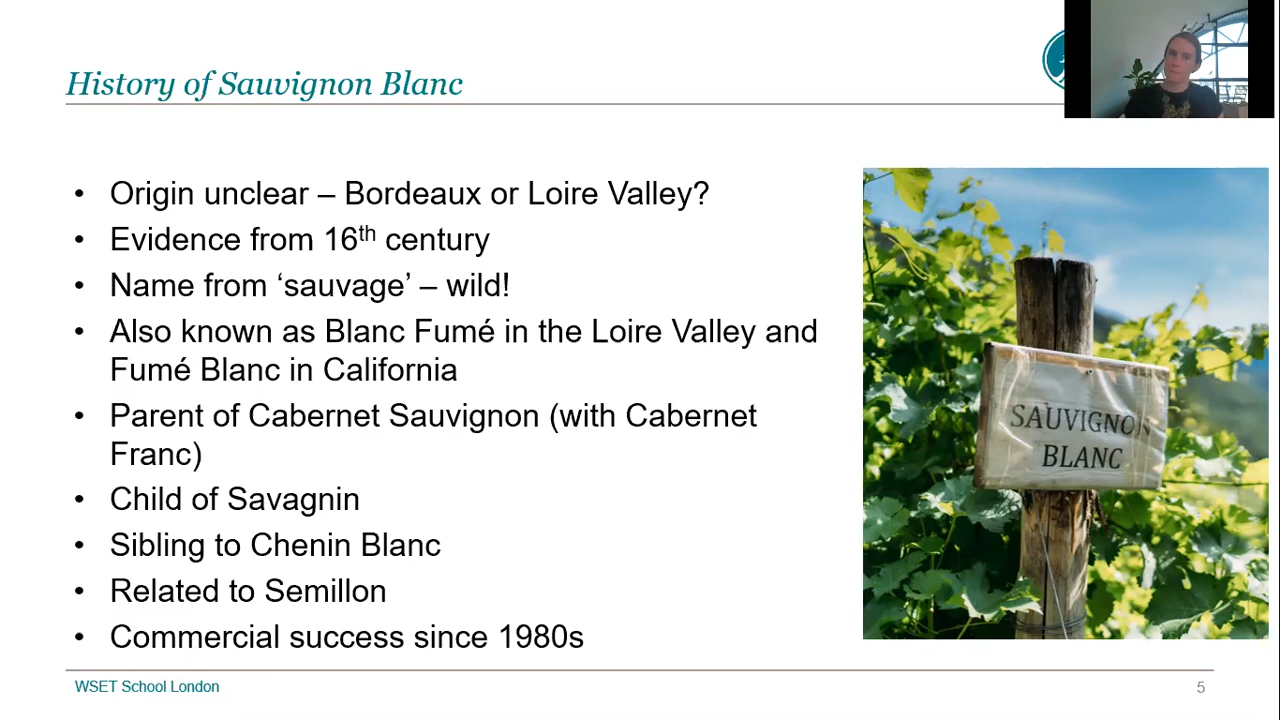 History of Sauvignon Blanc
• Origin unclear – Bordeaux or Loire Valley?
• Evidence from 16th century
• Name from ‘sauvage’ – wild!
• Also known as Blanc Fumé in the Loire Valley and
Fumé Blanc in California
• Parent of Cabernet Sauvignon (with Cabernet
Franc)
• Child of Savagnin
• Sibling to Chenin Blanc
• Related to Semillon
• Commercial success since 1980s
SAUVIGNON
BLANC
WSET School London
5